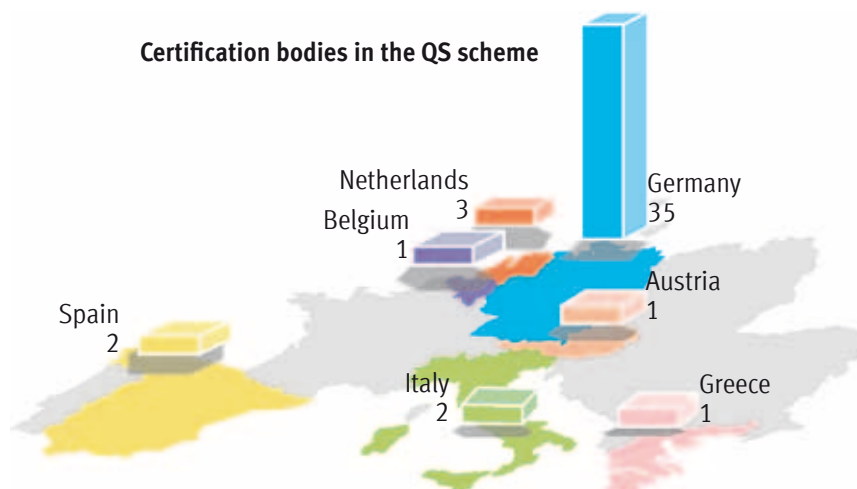 Certification bodies in the QS scheme
Netherlands
3
Germany
35
Belgium
1
Austria
1
Spain
2
Italy
2
Greece
1